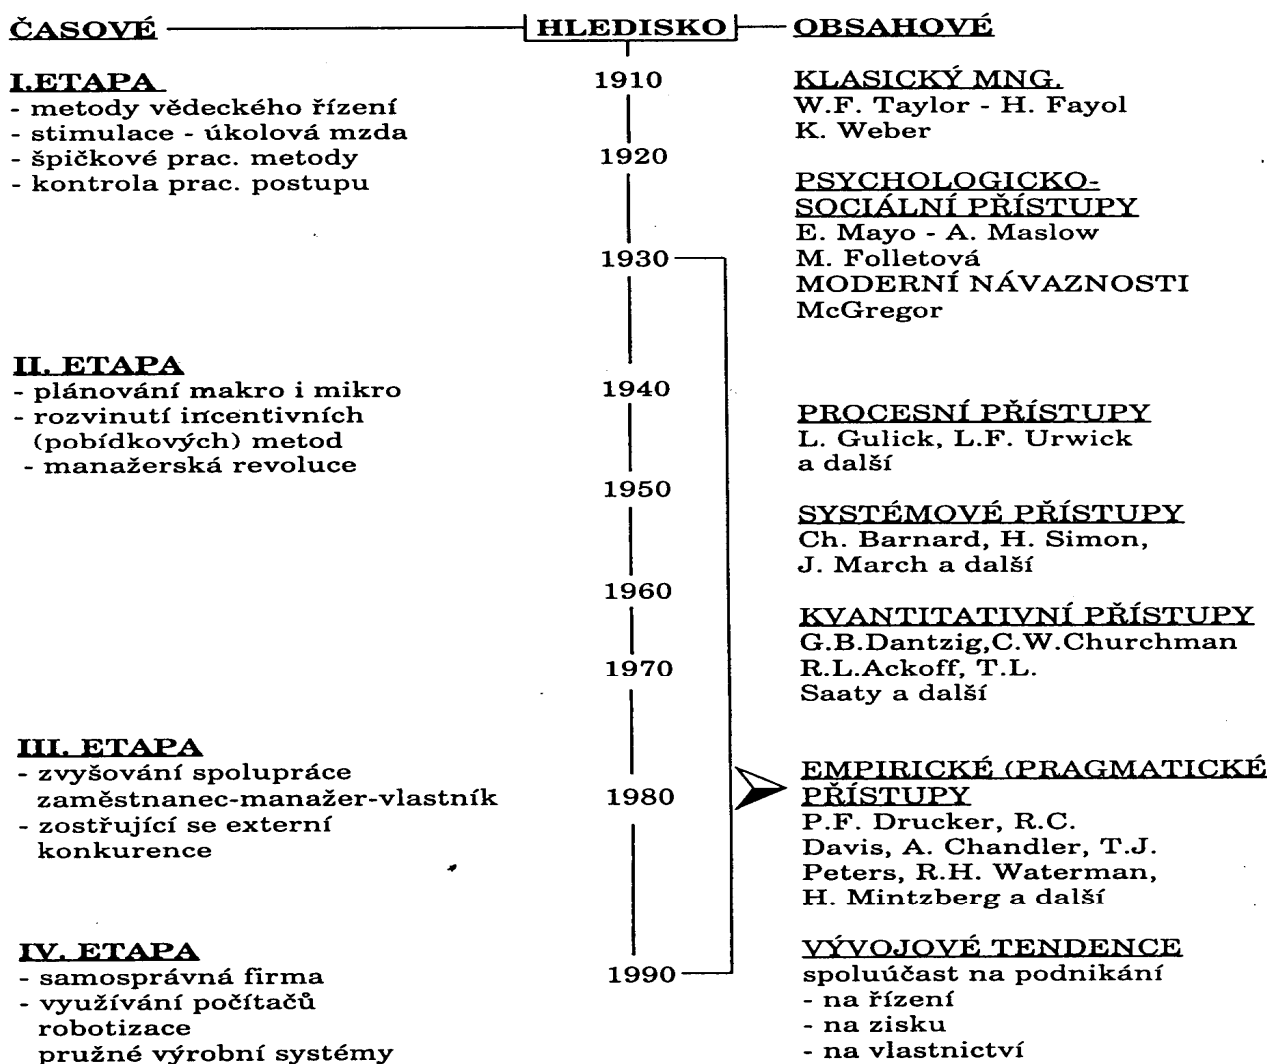 ČASOVÉ
HLEDISKO
OBSAHOVÉ
I.ETAPA
- metody vědeckého řízení
- stimulace - úkolová mzda
- špičkové prac. metody
- kontrola prac. postupu
II. ETAPA
- plánování makro i mikro
- rozvinutí incentivních
(pobídkových) metod
- manažerská revoluce
III. ETAPA
- zvyšování spolupráce
zaměstnanec-manažer-vlastník
- zostřující se externí
konkurence
IV. ETAPA
- samosprávná firma
- využívání počítačů
robotizace
pružné výrobní systémy
1910
1920
1930
1940
1950
1960
1970
1980
1990
KLASICKÝ MNG.
W.F. Taylor - H. Fayol
K. Weber
PSYCHOLOGICKO-
SOCIÁLNÍ PŘÍSTUPY
E. Mayo - A. Maslow
M. Folletová
MODERNÍ NÁVAZNOSTI
McGregor
PROCESNÍ PŘÍSTUPY
L. Gulick, L.F. Urwick
a další
SYSTÉMOVÉ PŘÍSTUPY
Ch. Barnard, H. Simon,
J. March a další
KVANTITATIVNÍ PŘÍSTUPY
G.B.Dantzig,C.W.Churchman
R.L.Ackoff, T.L.
Saaty a další
EMPIRICKÉ (PRAGMATICKÉ
PŘÍSTUPY
P.F. Drucker, R.C.
Davis, A. Chandler, T.J.
Peters, R.H. Waterman,
H. Mintzberg a další
VÝVOJOVÉ TENDENCE
spoluúčast na podnikání
- na řízení
- na zisku
- na vlastnictví